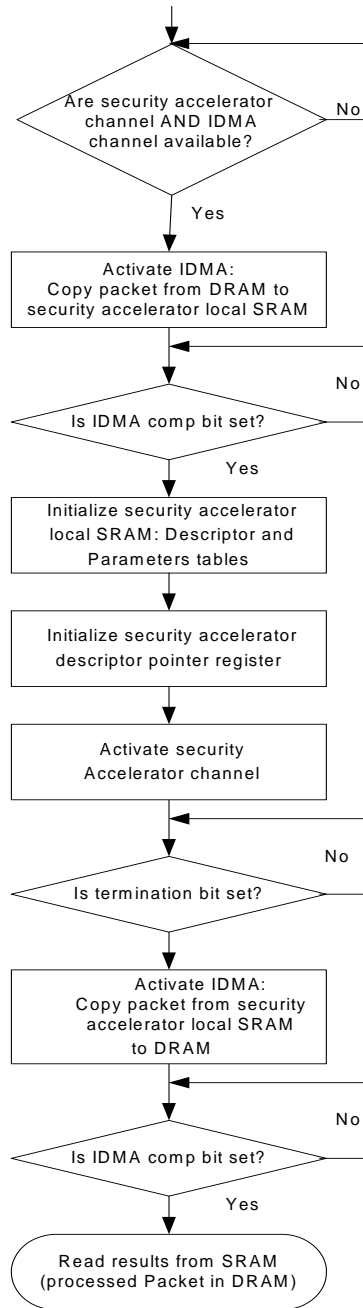 Are security accelerator
channel AND IDMA
channel available?
No
Yes
Activate IDMA:
Copy packet from DRAM to
security accelerator local SRAM
No
Is IDMA comp bit set?
Yes
Initialize security accelerator
local SRAM: Descriptor and
Parameters tables
Initialize security accelerator
descriptor pointer register
Activate security
Accelerator channel
No
Is termination bit set?
Activate IDMA:
Copy packet from security
accelerator local SRAM
to DRAM
No
Is IDMA comp bit set?
Yes
Read results from SRAM
(processed Packet in DRAM)